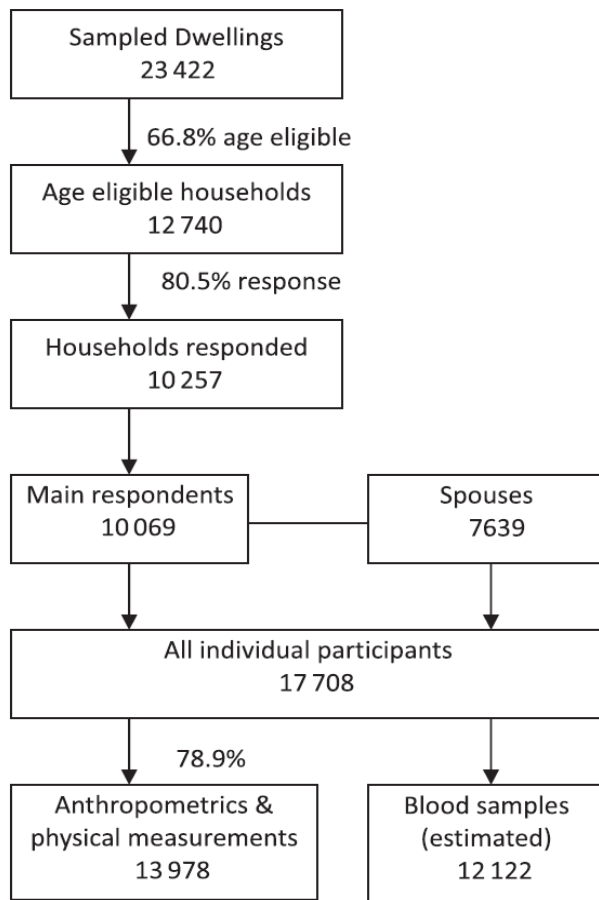 Sampled Dwellings
23 422
66.8% age eligible
Age eligible households
12 740
80.5% response
Households responded
10 257
Main respondents
10 069
Spouses
7639
All individual participants
17 708
78.9%
Anthropometrics &
physical measurements
13 978
Blood samples
(estimated)
12 122